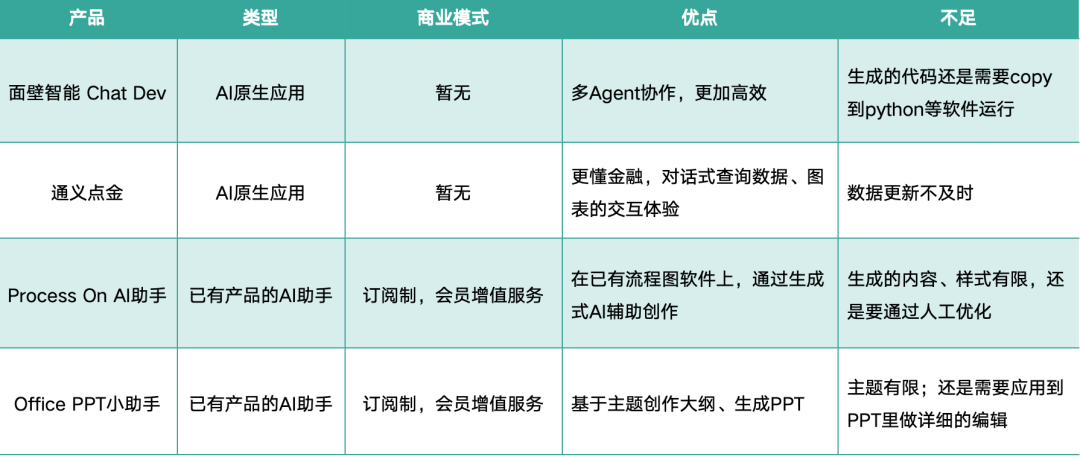 产品 类型 商业模式 优点 不足
面壁智能 Chat Dev AI原生应用 暂无 多Agent协作，更加高效 生成的代码还是需要copy
到python等软件运行
通义点金 AI原生应用 暂无 更懂金融，对话式查询数据、图
表的交互体验 数据更新不及时
Process On AI助手 已有产品的AI助手 订阅制，会员增值服务 在已有流程图软件上，通过生成
式AI辅助创作 生成的内容、样式有限，还
是要通过人工优化
Office PPT小助手 已有产品的AI助手 订阅制，会员增值服务 基于主题创作大纲、生成PPT 主题有限；还是需要应用到
PPT里做详细的编辑